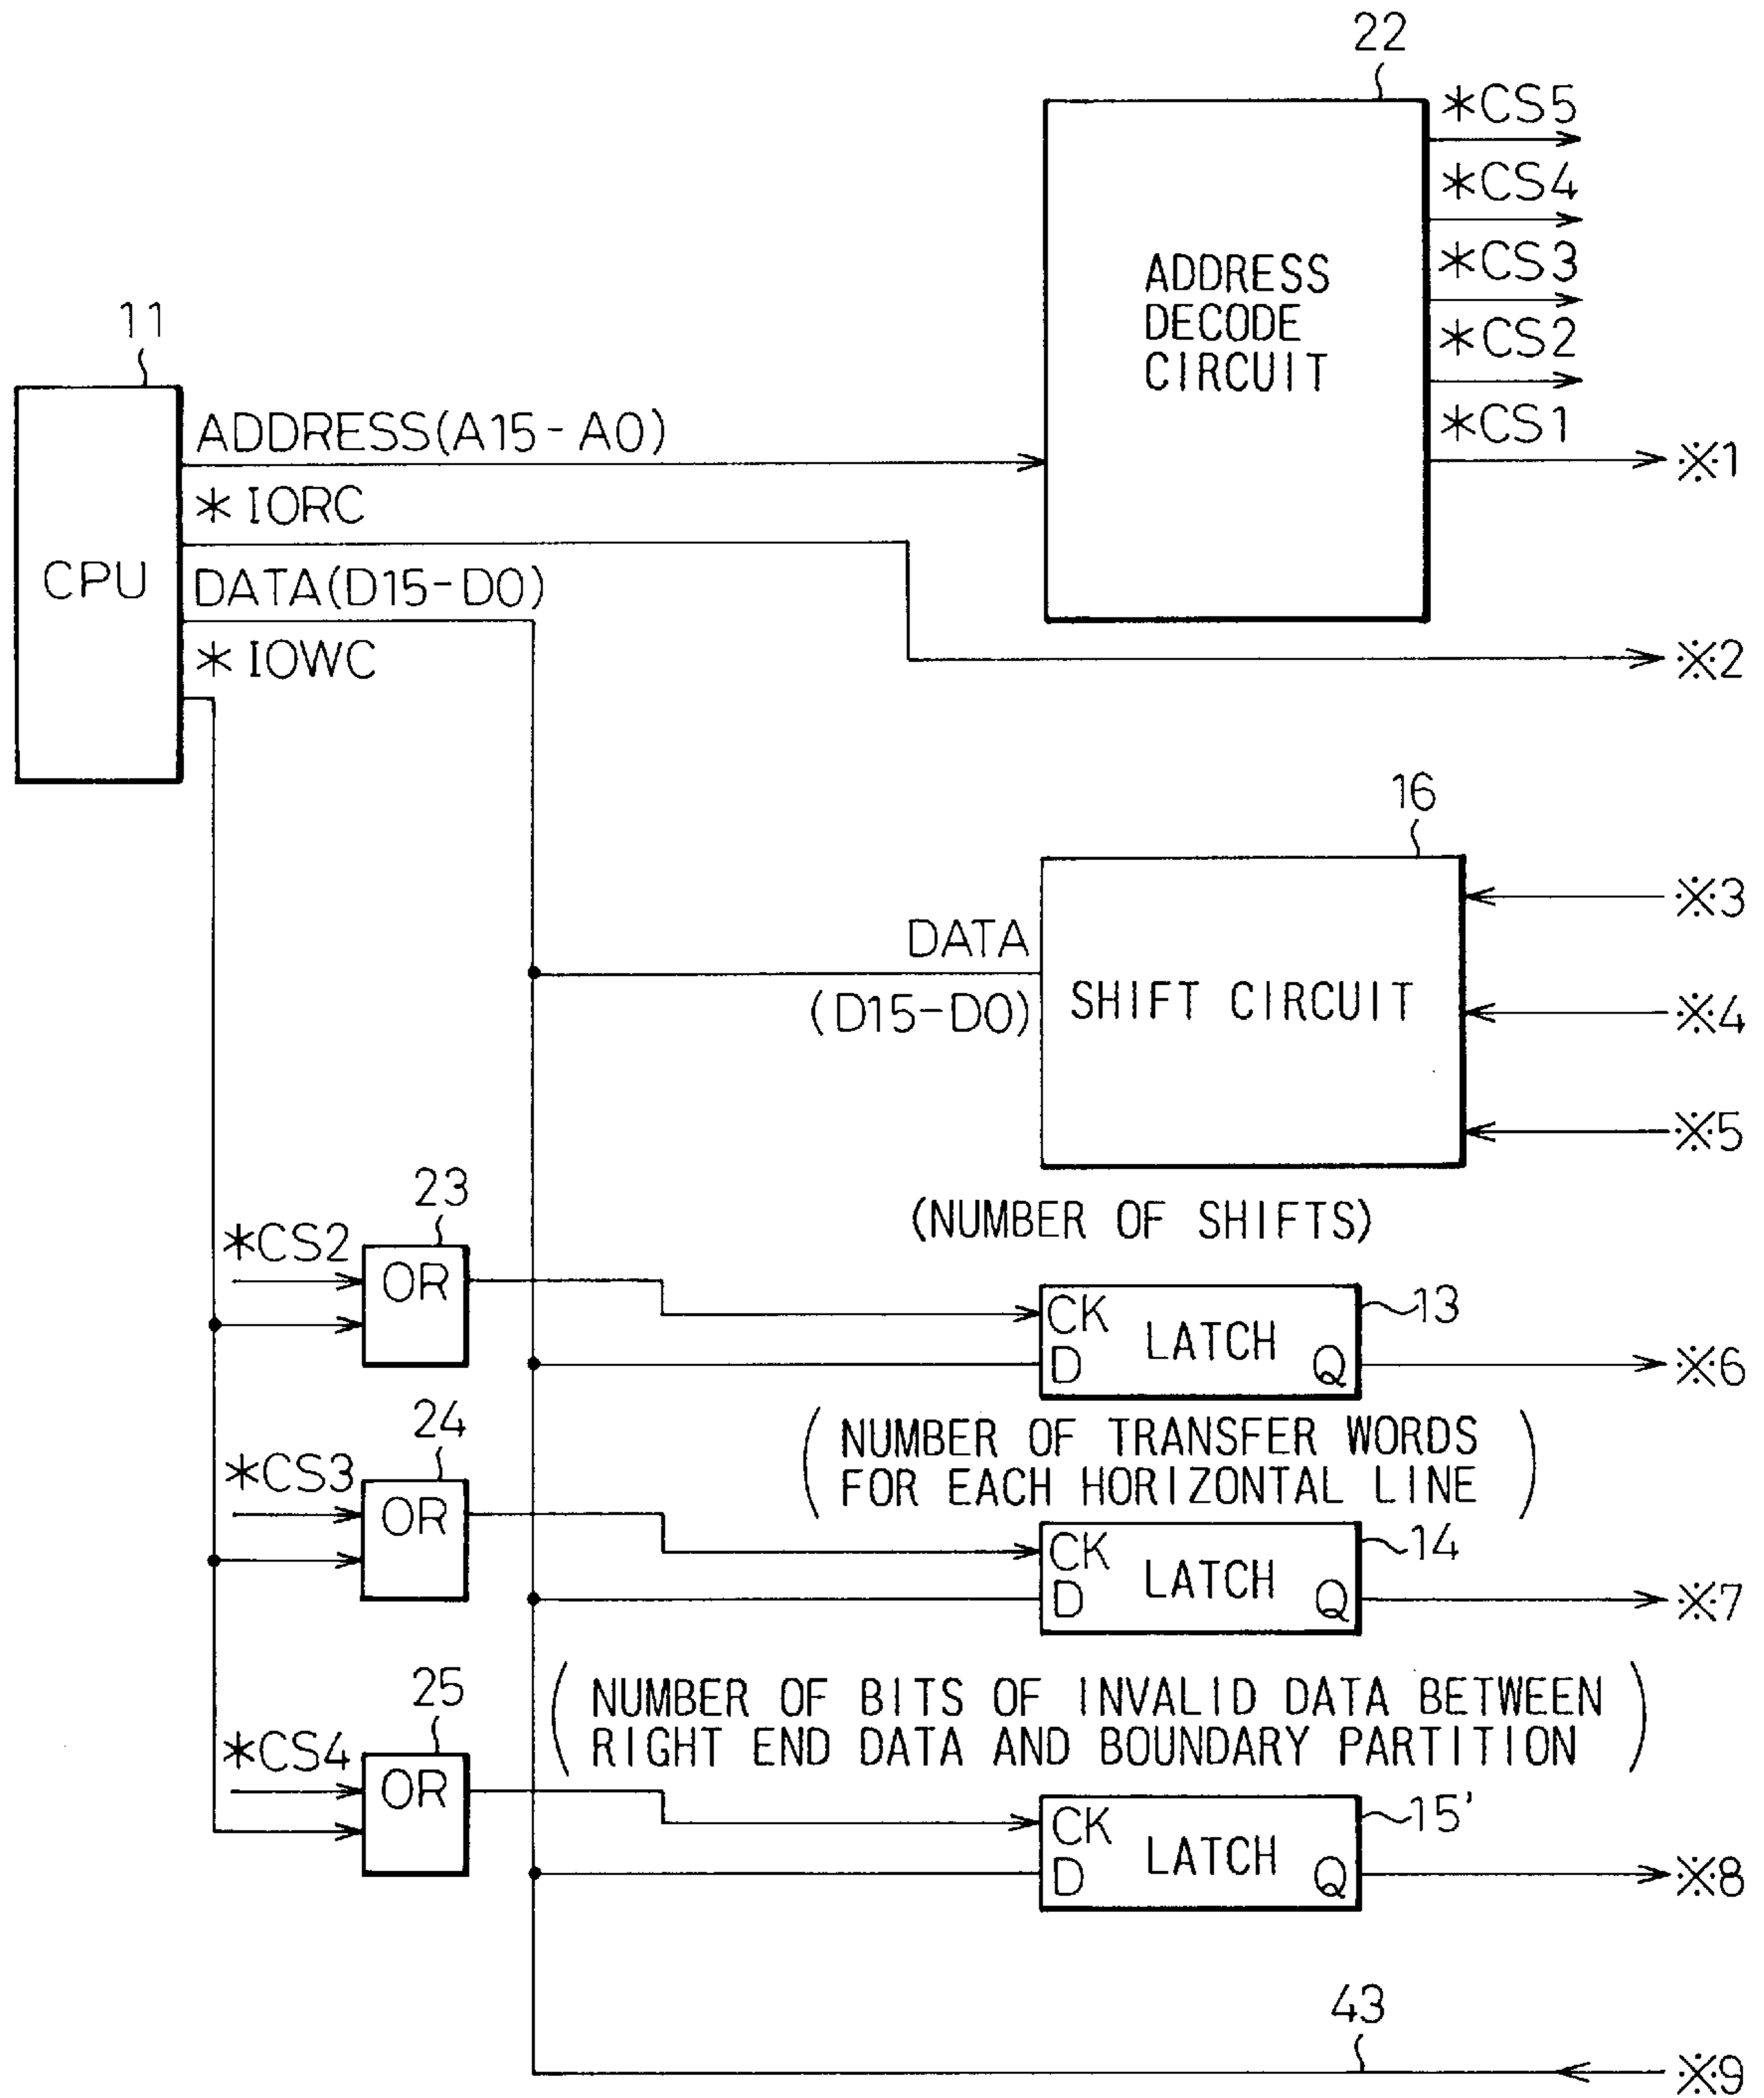 22
*CS5
*CS4
ADDRESS
DECODE
CIRCUIT
*CS3
*CS2
*CS1
※1
11
CPU
ADDRESS(A15-A0)
*IORC
DATA(D15-D0)
*IOWC
※2
16
SHIFT CIRCUIT
DATA
(D15-D0)
※3
※4
※5
23
*CS2
OR
(NUMBER OF SHIFTS)
13
CK
LATCH
D
Q
※6
24
*CS3
OR
(NUMBER OF TRANSFER WORDS
FOR EACH HORIZONTAL LINE)
14
CK
LATCH
D
Q
※7
25
*CS4
OR
(NUMBER OF BITS OF INVALID DATA BETWEEN
RIGHT END DATA AND BOUNDARY PARTITION)
15'
CK
LATCH
D
Q
※8
43
※9